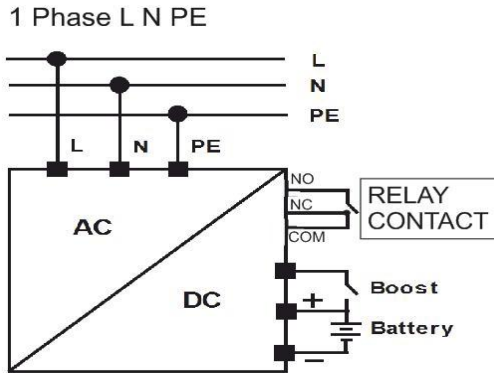 1 Phase L N PE
L
N
PE
L N PE
NO
NC
COM
RELAY
CONTACT
AC
DC
Boost
+
Battery
–